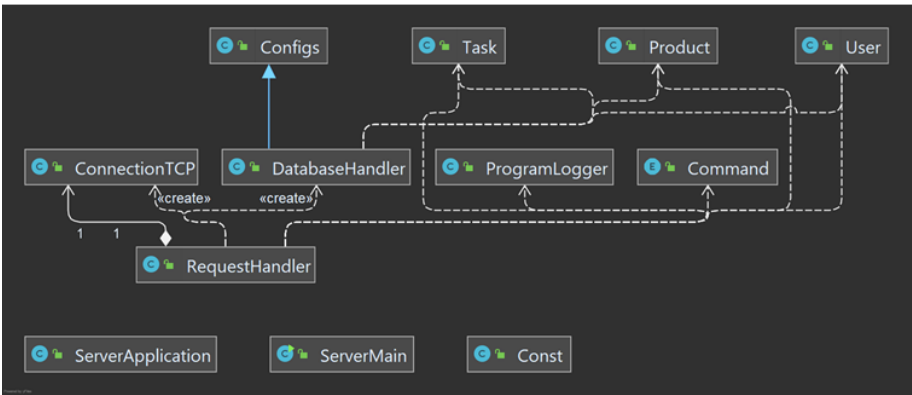 Configs
Task
Product
User
ConnectionTCP
DatabaseHandler
ProgramLogger
Command
«create»
«create»
1
1
RequestHandler
ServerApplication
ServerMain
Const